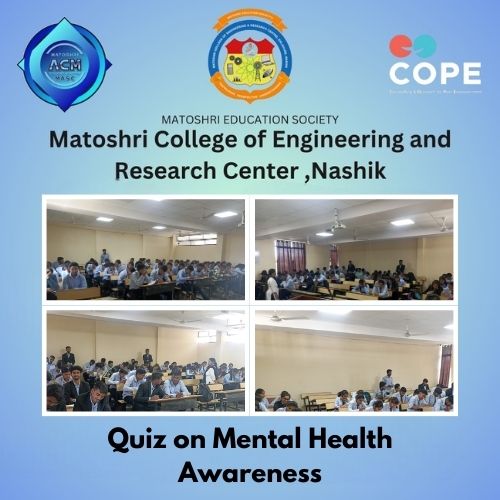 MATOSHRI
ACM
MASC
COPE
MATOSHRI EDUCATION SOCIETY
Matoshri College of Engineering and
Research Center ,Nashik
Quiz on Mental Health
Awareness